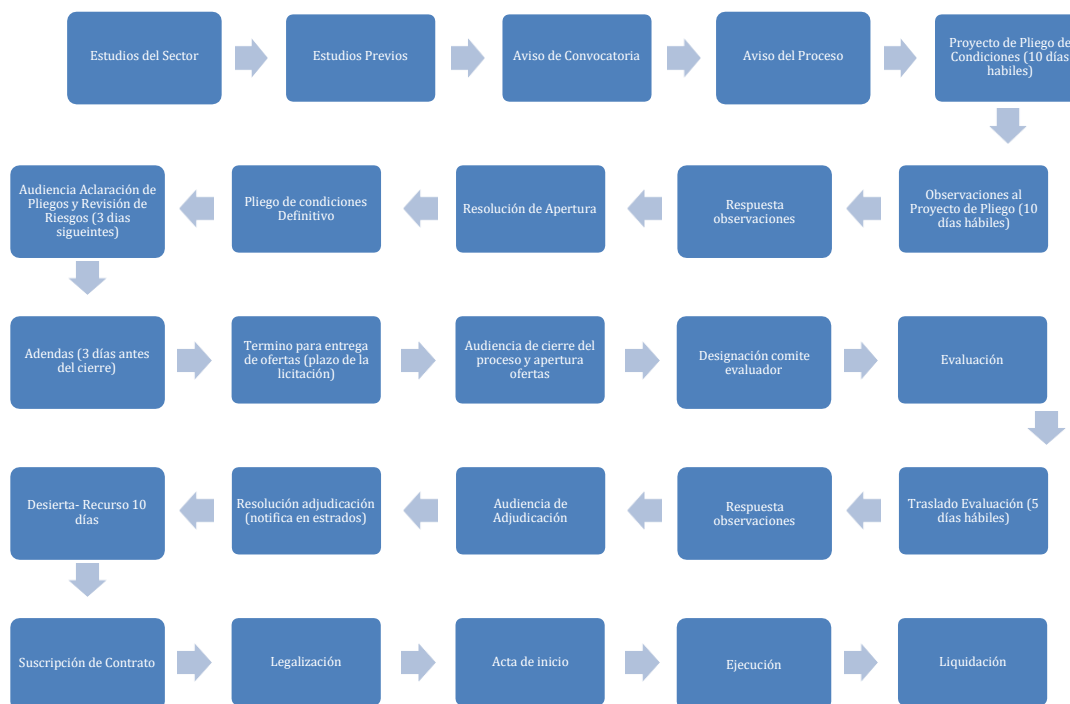 Estudios del Sector
Estudios Previos
Aviso de Convocatoria
Aviso del Proceso
Proyecto de Pliego de
Condiciones (10 días
habiles)
Observaciones al
Proyecto de Pliego (10
días hábiles)
Respuesta
observaciones
Resolución de Apertura
Pliego de condiciones
Definitivo
Audiencia Aclaración de
Pliegos y Revisión de
Riesgos (3 dias
sigueintes)
Adendas (3 días antes
del cierre)
Termino para entrega
de ofertas (plazo de la
licitación)
Audiencia de cierre del
proceso y apertura
ofertas
Designación comite
evaluador
Evaluación
Traslado Evaluación (5
días hábiles)
Respuesta
observaciones
Audiencia de
Adjudicación
Resolución adjudicación
(notifica en estrados)
Desierta- Recurso 10
días
Suscripción de Contrato
Legalización
Acta de inicio
Ejecución
Liquidación